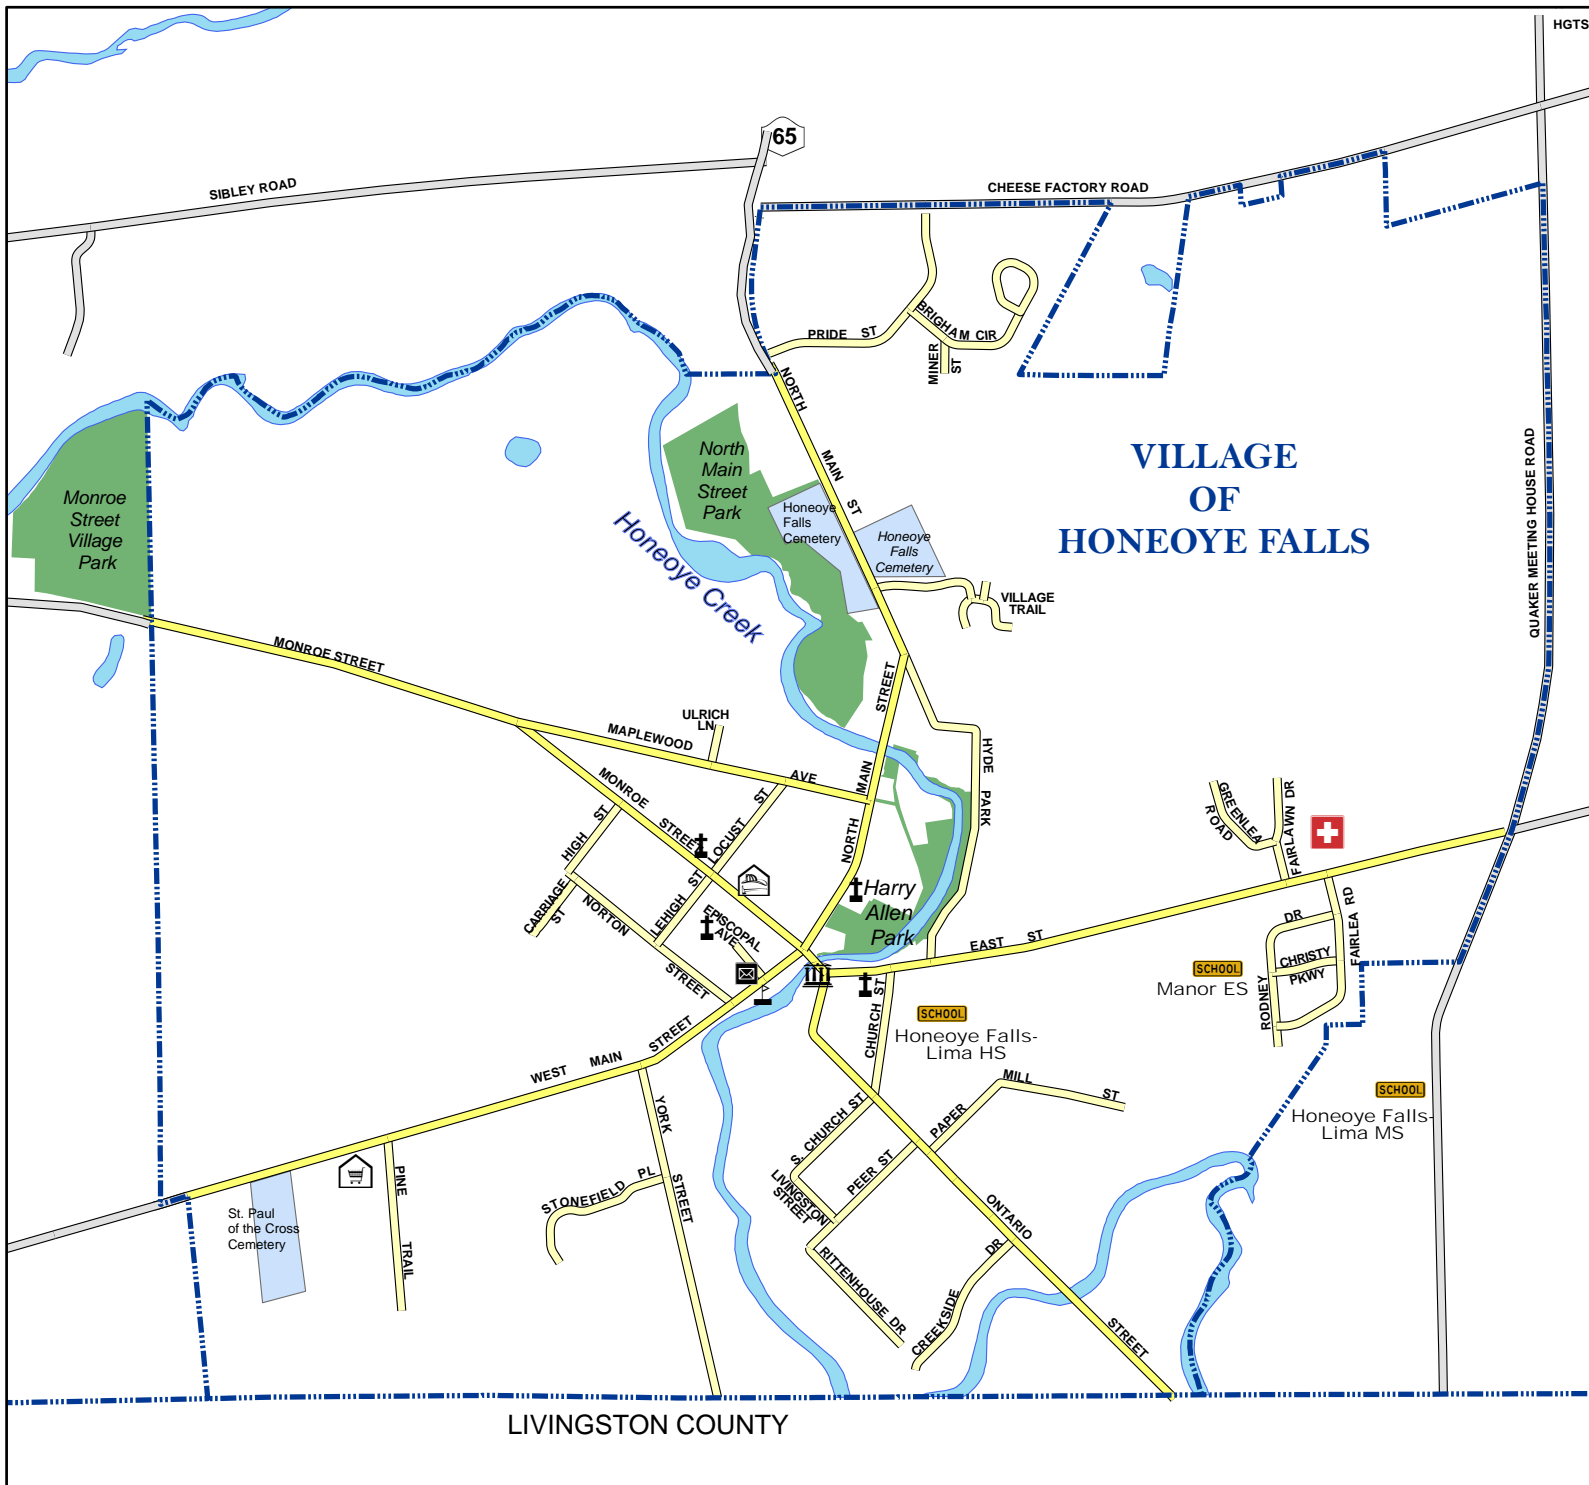 HGTS
65
SIBLEY ROAD
CHEESE FACTORY ROAD
PRIDE ST
BRIGHAM CIR
MINER ST
NORTH MAIN ST
VILLAGE
OF
HONEOYE FALLS
QUAKER MEETING HOUSE ROAD
North
Main
Street
Park
Monroe
Street
Village
Park
Honeoye
Falls
Cemetery
Honeoye
Falls
Cemetery
Honeoye Creek
VILLAGE
TRAIL
MONROE STREET
ULRICH
LN
MAPLEWOOD AVE
NORTH MAIN STREET
HYDE PARK
MONROE STREET
HIGH ST
LOCUST ST
CARRIAGE
ST
NORTON STREET
LEHIGH ST
EPISCOPAL
AVE
Harry
Allen
Park
GREENLEA
ROAD
FAIRLAWN DR
EAST ST
FAIRLEA RD
RODNEY DR
CHRISTY
PKWY
SCHOOL
Manor ES
SCHOOL
Honeoye Falls-
Lima HS
CHURCH ST
WEST MAIN STREET
SCHOOL
Honeoye Falls-
Lima MS
YORK STREET
PAPER MILL ST
S. CHURCH ST
PEER ST
LIVINGSTON
STREET
STONEFIELD PL
PINE TRAIL
St. Paul
of the Cross
Cemetery
RITTENHOUSE DR
CREEKSIDE DR
ONTARIO STREET
LIVINGSTON COUNTY